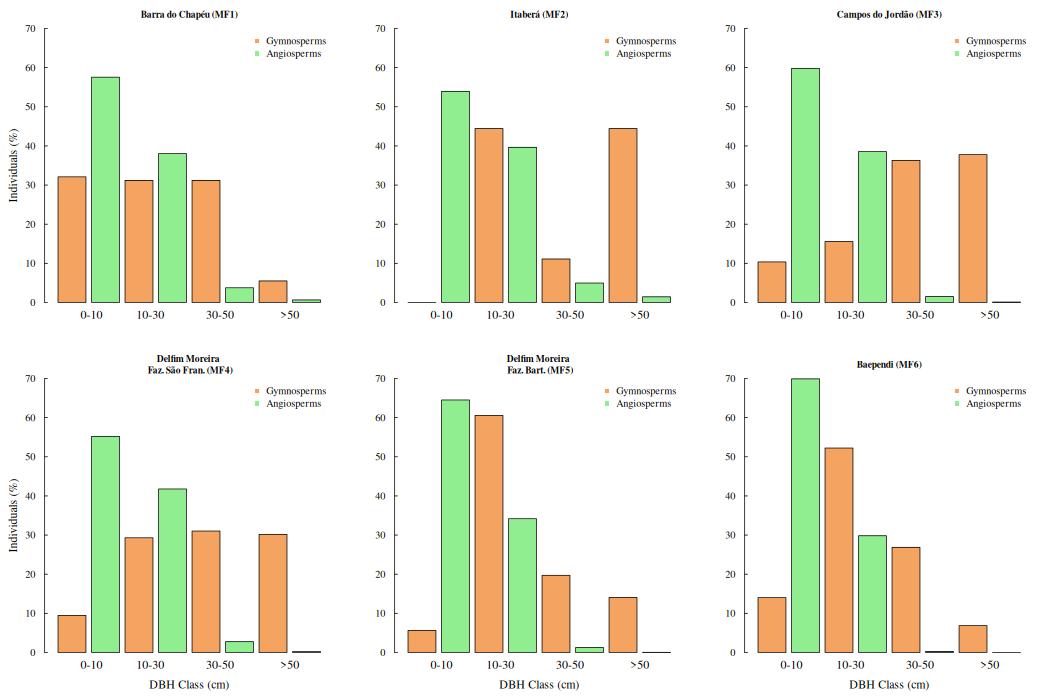 Barra do Chapéu (MF1)
70
60
50
40
30
20
10
0
Individuals (%)
Gymnosperms
Angiosperms
0-10 10-30 30-50 >50
Itaberá (MF2)
70
60
50
40
30
20
10
0
Gymnosperms
Angiosperms
0-10 10-30 30-50 >50
Campos do Jordão (MF3)
70
60
50
40
30
20
10
0
Gymnosperms
Angiosperms
0-10 10-30 30-50 >50
Delfim Moreira
Faz. São Fran. (MF4)
70
60
50
40
30
20
10
0
Individuals (%)
Gymnosperms
Angiosperms
0-10 10-30 30-50 >50
DBH Class (cm)
Delfim Moreira
Faz. Bart. (MF5)
70
60
50
40
30
20
10
0
Gymnosperms
Angiosperms
0-10 10-30 30-50 >50
DBH Class (cm)
Baependi (MF6)
70
60
50
40
30
20
10
0
Gymnosperms
Angiosperms
0-10 10-30 30-50 >50
DBH Class (cm)